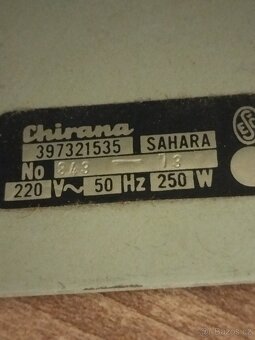 Chirana
397321535 SAHARA
No 843 — 73
220 V~ 50 Hz 250 W